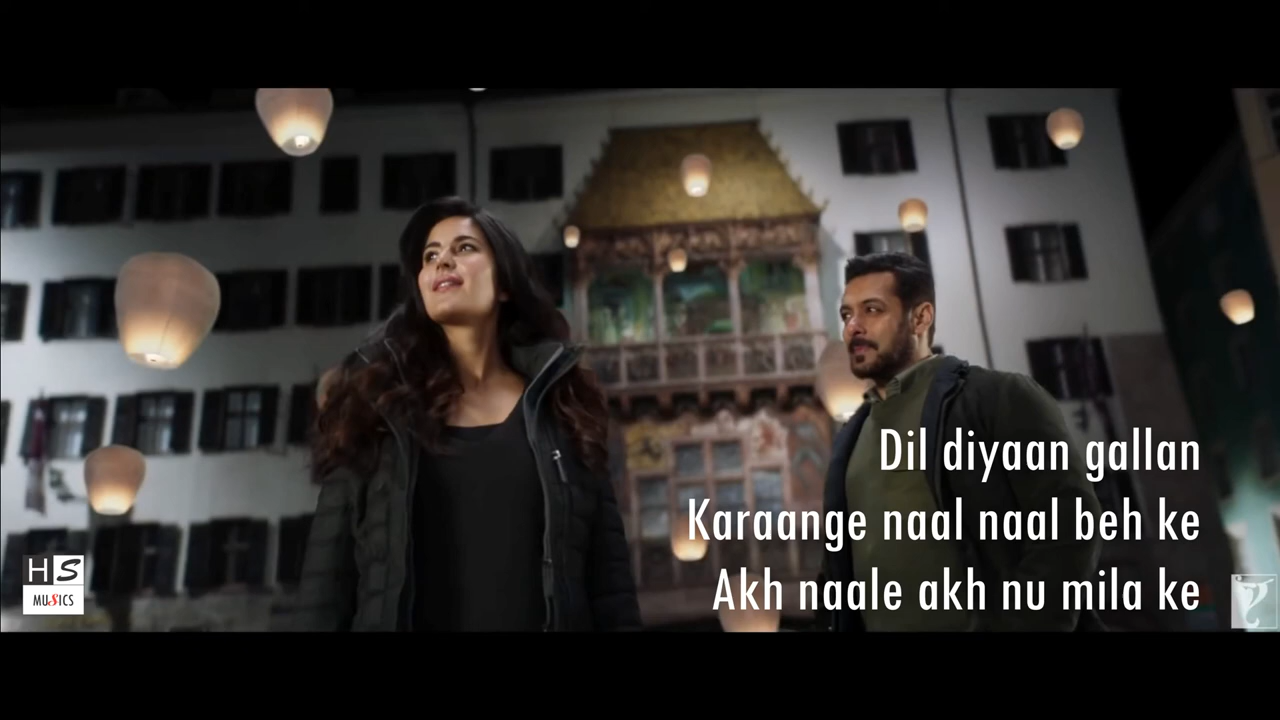 Dil diyaan gallan
Karaange naal naal beh ke
Akh naale akh nu mila ke
HS
MUSICS